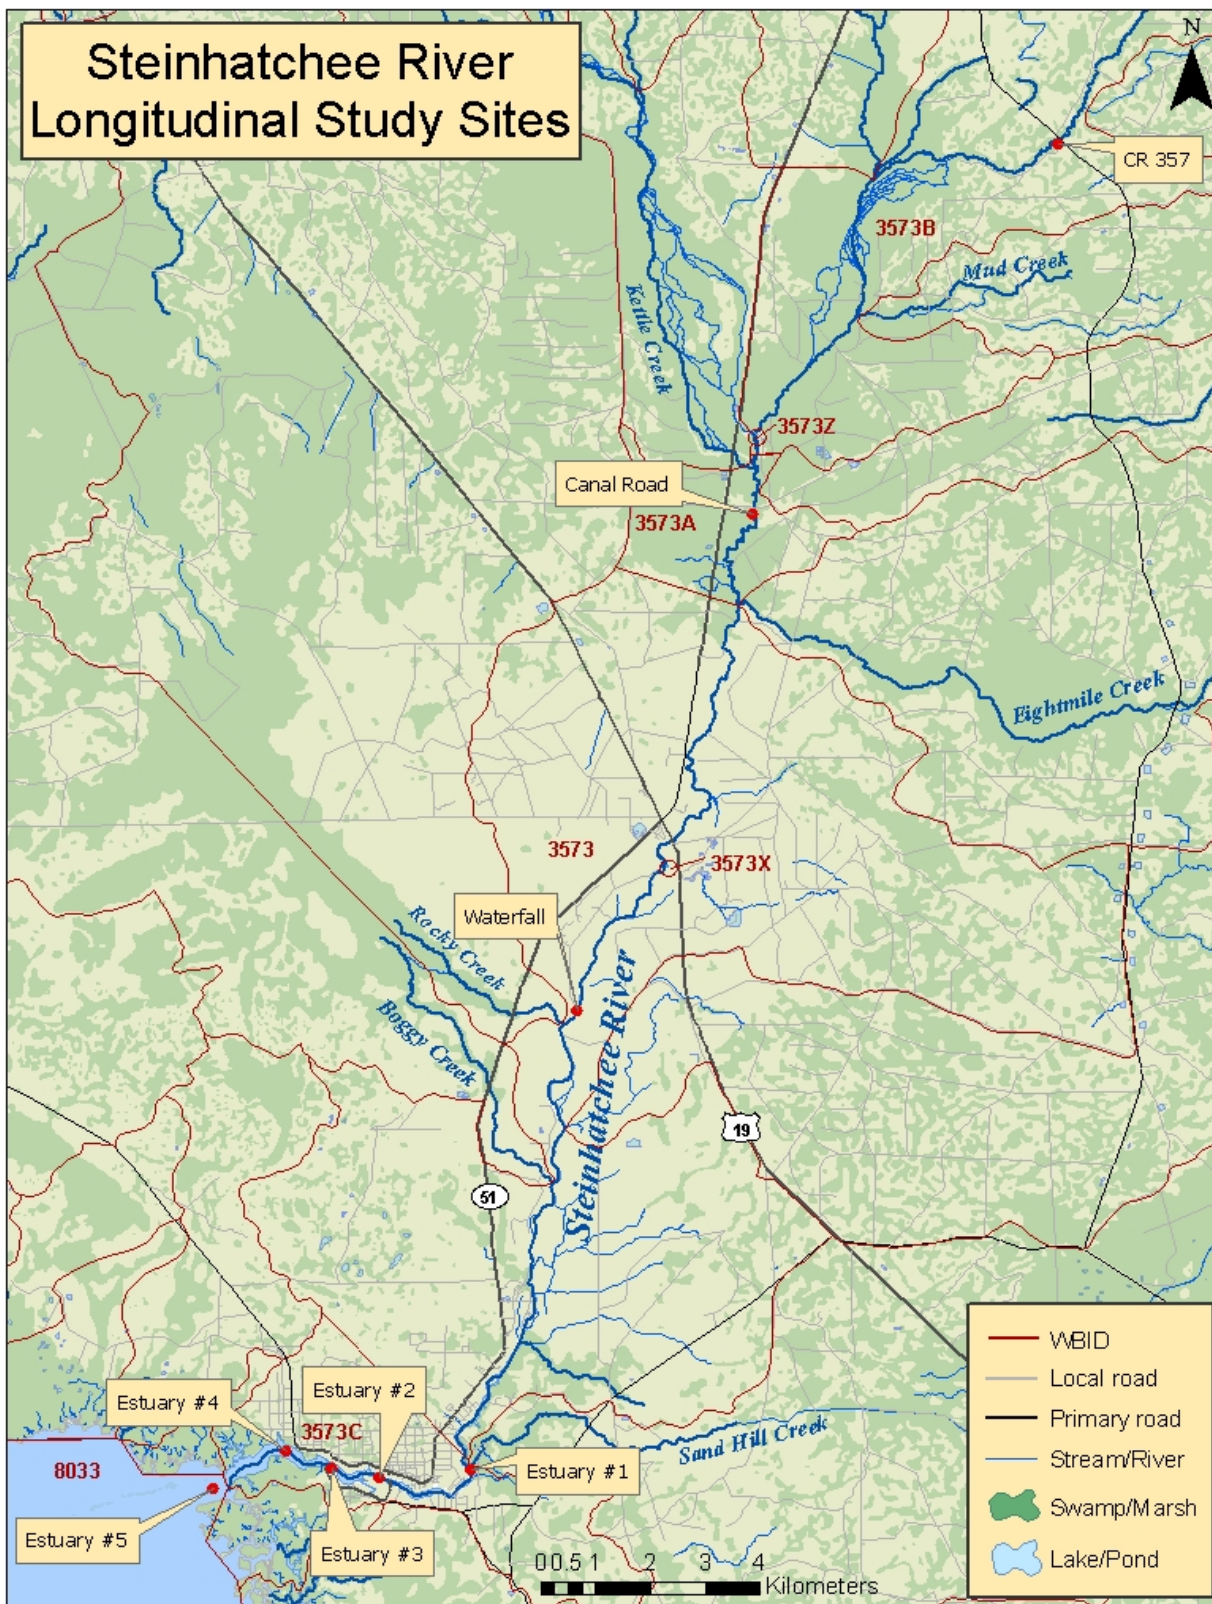 Steinhatchee River
Longitudinal Study Sites
N
CR 357
3573B
Mud Creek
Kettle Creek
3573Z
Canal Road
3573A
Eightmile Creek
3573
3573X
Waterfall
Rocky Creek
Boggy Creek
Steinhatchee River
19
51
Estuary #2
Estuary #4
3573C
Sand Hill Creek
8033
Estuary #1
Estuary #5
Estuary #3
0 0.5 1 2 3 4
Kilometers
WBID
Local road
Primary road
Stream/River
Swamp/Marsh
Lake/Pond